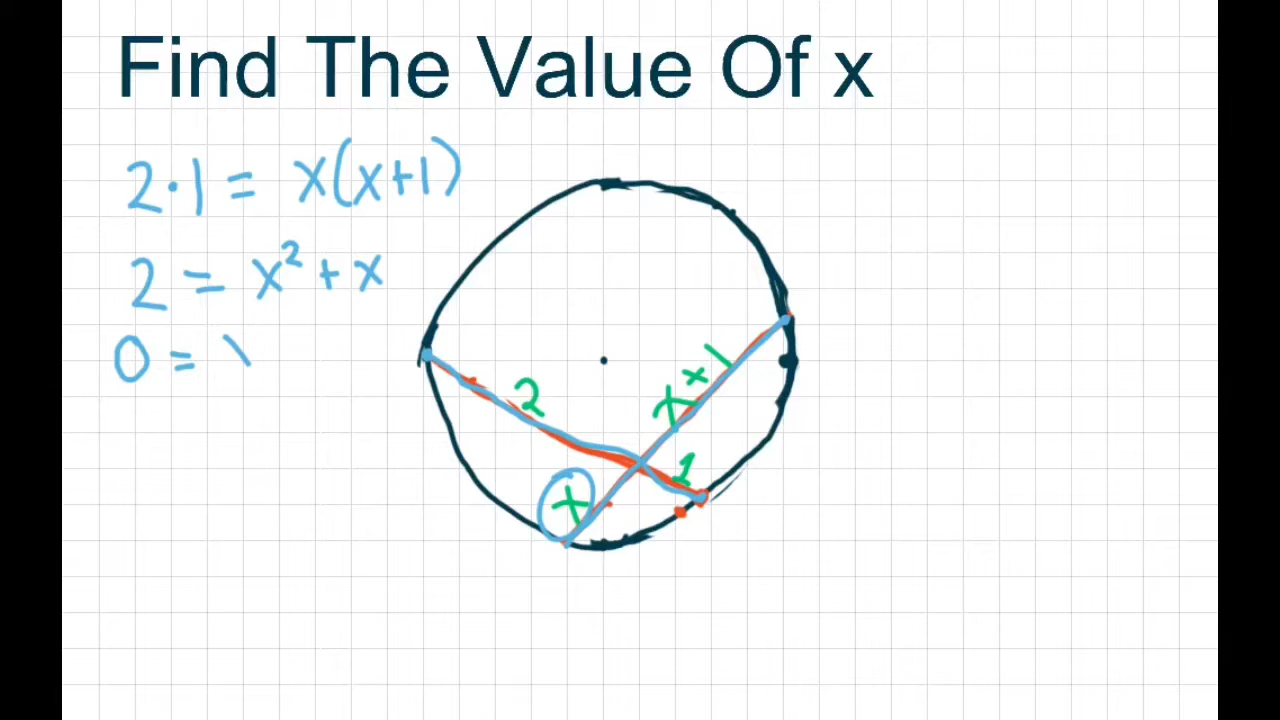 Find The Value Of x
2·1 = x(x+1)
2 = x² + x
0 =
2
x+1
1
x